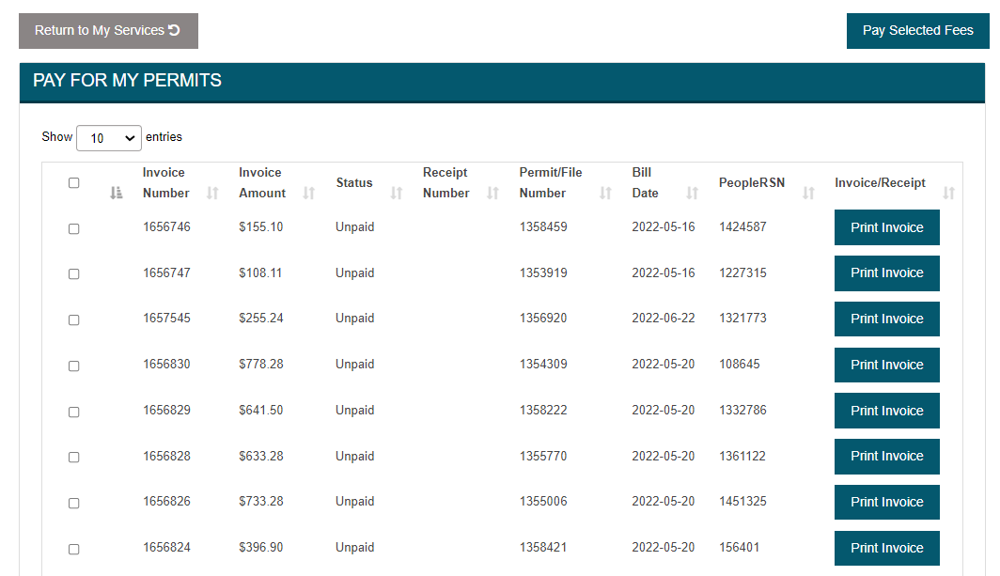 Return to My Services
Pay Selected Fees
PAY FOR MY PERMITS
Show 10 entries
Invoice Number Invoice Amount Status Receipt Number Permit/File Number Bill Date PeopleRSN Invoice/Receipt
1656746 $155.10 Unpaid 1358459 2022-05-16 1424587 Print Invoice
1656747 $108.11 Unpaid 1353919 2022-05-16 1227315 Print Invoice
1657545 $255.24 Unpaid 1356920 2022-06-22 1321773 Print Invoice
1656830 $778.28 Unpaid 1354309 2022-05-20 108645 Print Invoice
1656829 $641.50 Unpaid 1358222 2022-05-20 1332786 Print Invoice
1656828 $633.28 Unpaid 1355770 2022-05-20 1361122 Print Invoice
1656826 $733.28 Unpaid 1355006 2022-05-20 1451325 Print Invoice
1656824 $396.90 Unpaid 1358421 2022-05-20 156401 Print Invoice